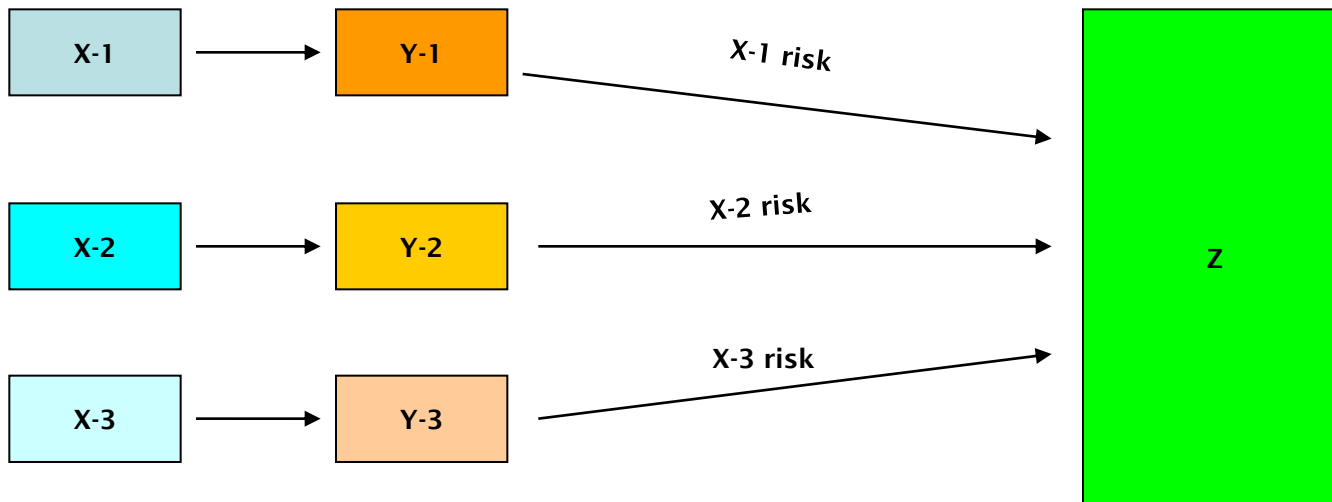 X-1
Y-1
X-1 risk
X-2
Y-2
X-2 risk
Z
X-3
Y-3
X-3 risk